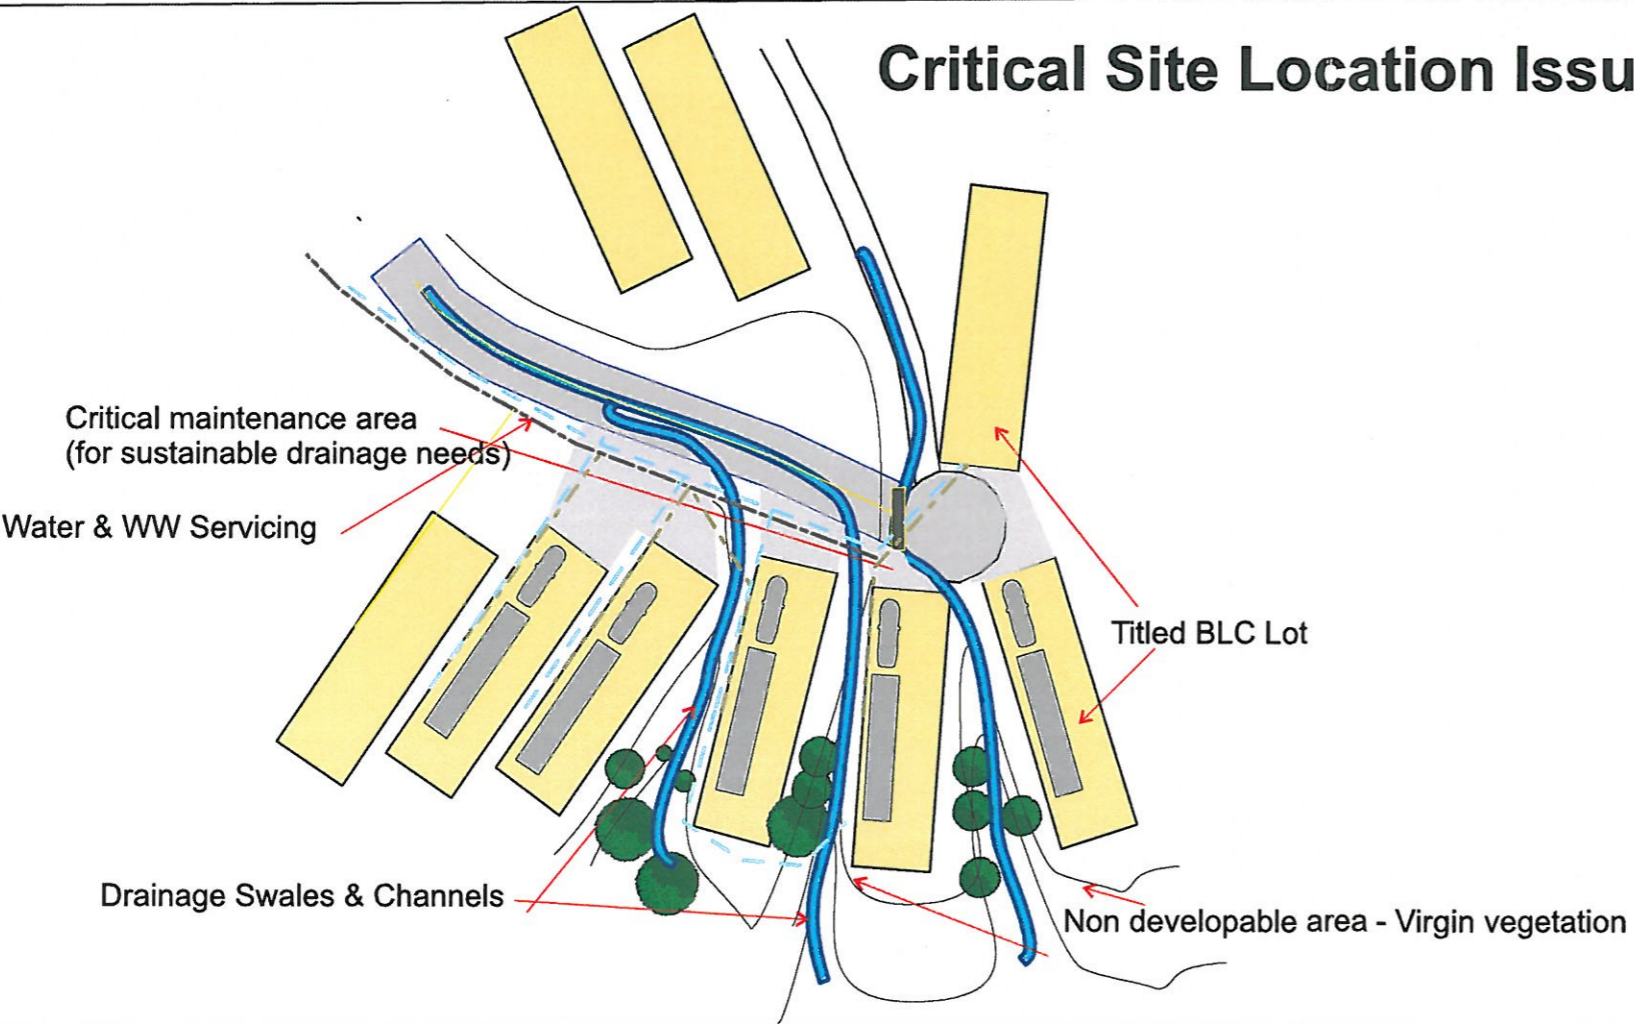 Critical Site Location Issu
Critical maintenance area
(for sustainable drainage needs)
Water & WW Servicing
Titled BLC Lot
Drainage Swales & Channels
Non developable area - Virgin vegetation